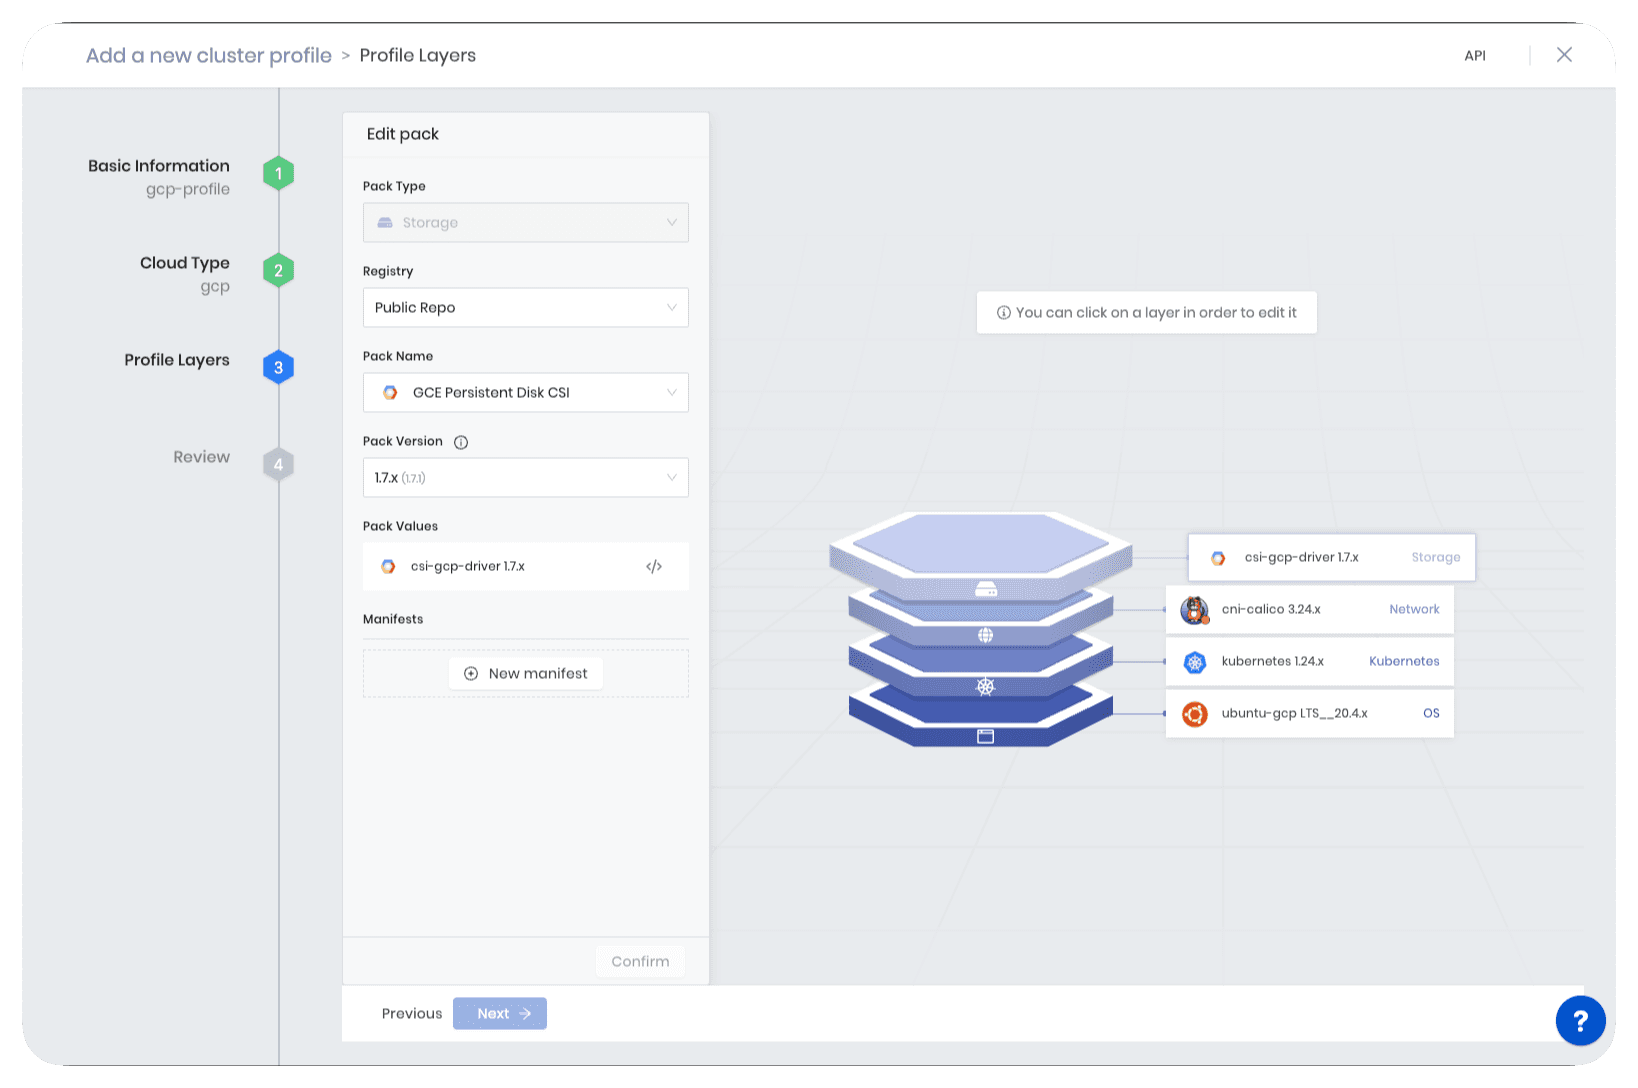 Add a new cluster profile > Profile Layers
API
Basic Information
gcp-profile
1
Cloud Type
gcp
2
Profile Layers
3
Review
4
Edit pack
Pack Type
Storage
Registry
Public Repo
Pack Name
GCE Persistent Disk CSI
Pack Version
1.7.x (1.7.1)
Pack Values
csi-gcp-driver 1.7.x </>
Manifests
New manifest
Confirm
Previous
Next
You can click on a layer in order to edit it
csi-gcp-driver 1.7.x Storage
cni-calico 3.24.x Network
kubernetes 1.24.x Kubernetes
ubuntu-gcp LTS__20.4.x OS
?